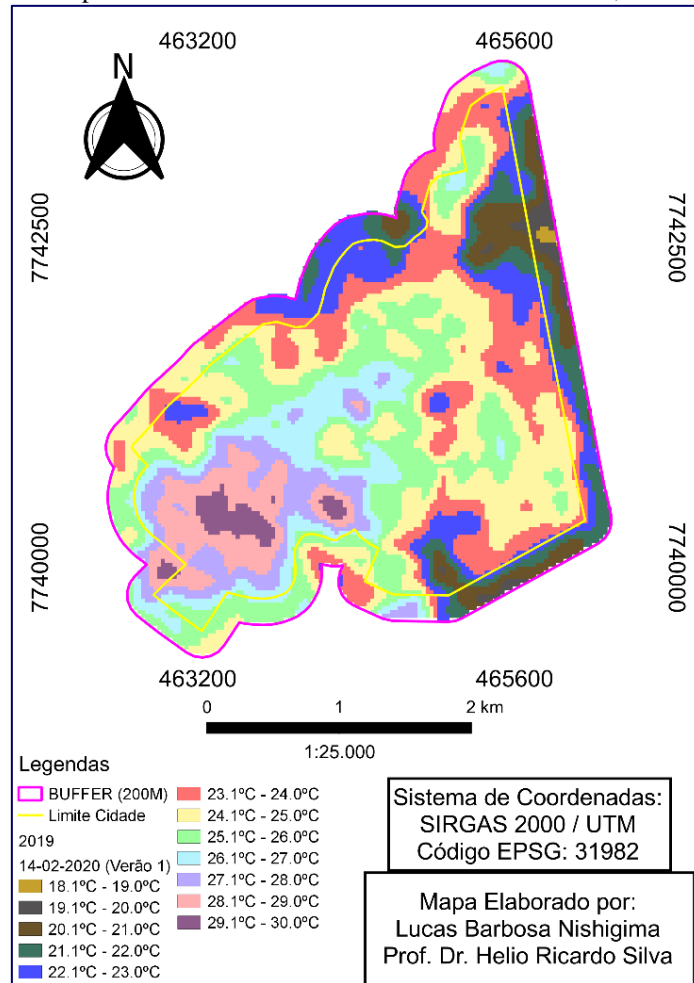 463200 465600
N
7742500 7742500
7740000 7740000
463200 465600
0 1 2 km
1:25.000
Legendas
BUFFER (200M)
Limite Cidade
2019
14-02-2020 (Verão 1)
18.1ºC - 19.0ºC
19.1ºC - 20.0ºC
20.1ºC - 21.0ºC
21.1ºC - 22.0ºC
22.1ºC - 23.0ºC
23.1ºC - 24.0ºC
24.1ºC - 25.0ºC
25.1ºC - 26.0ºC
26.1ºC - 27.0ºC
27.1ºC - 28.0ºC
28.1ºC - 29.0ºC
29.1ºC - 30.0ºC
Sistema de Coordenadas:
SIRGAS 2000 / UTM
Código EPSG: 31982
Mapa Elaborado por:
Lucas Barbosa Nishigima
Prof. Dr. Helio Ricardo Silva